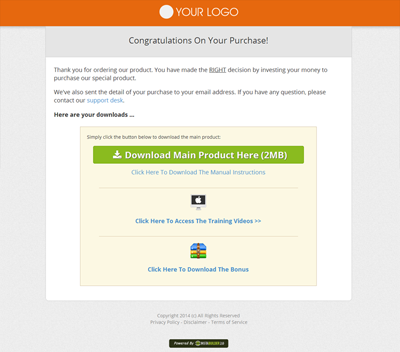 YOUR LOGO
Congratulations On Your Purchase!
Thank you for ordering our product. You have made the RIGHT decision by investing your money to
purchase our special product.
We've also sent the detail of your purchase to your email address. If you have any question, please
contact our support desk.
Here are your downloads ...
Simply click the button below to download the main product:
Download Main Product Here (2MB)
Click Here To Download The Manual Instructions
Click Here To Access The Training Videos >>
Click Here To Download The Bonus
Copyright 2014 (c) All Rights Reserved
Privacy Policy - Disclaimer - Terms of Service
Powered By